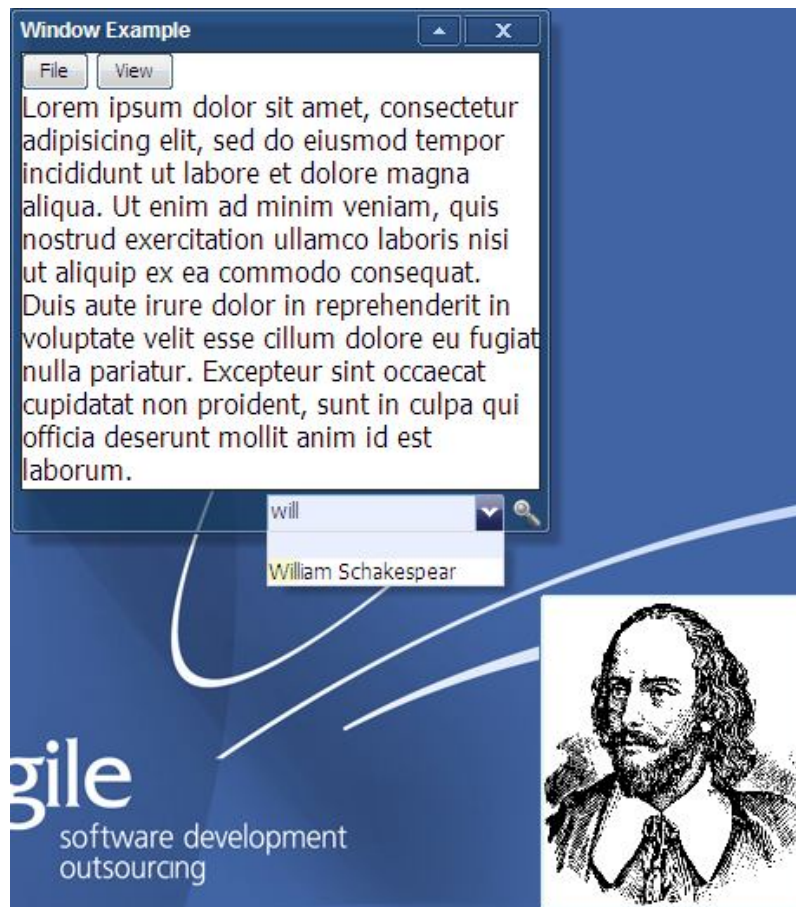 Window Example
File View
Lorem ipsum dolor sit amet, consectetur
adipisicing elit, sed do eiusmod tempor
incididunt ut labore et dolore magna
aliqua. Ut enim ad minim veniam, quis
nostrud exercitation ullamco laboris nisi
ut aliquip ex ea commodo consequat.
Duis aute irure dolor in reprehenderit in
voluptate velit esse cillum dolore eu fugiat
nulla pariatur. Excepteur sint occaecat
cupidatat non proident, sunt in culpa qui
officia deserunt mollit anim id est
laborum.
will
William Schakespear
gile
software development
outsourcing